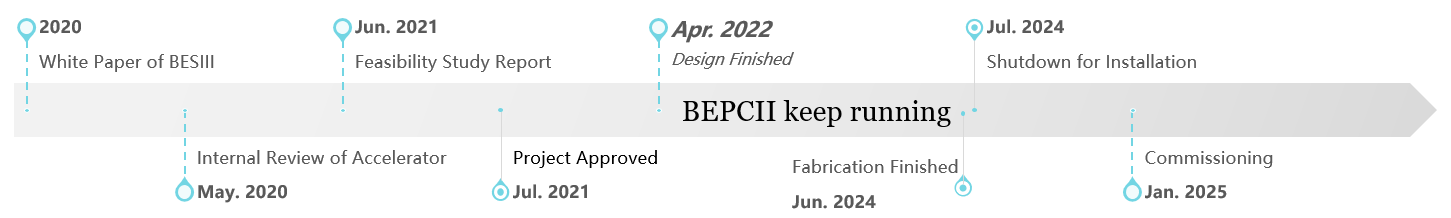 2020
White Paper of BESIII
Jun. 2021
Feasibility Study Report
Apr. 2022
Design Finished
Jul. 2024
Shutdown for Installation
BEPCII keep running
Internal Review of Accelerator
May. 2020
Project Approved
Jul. 2021
Fabrication Finished
Jun. 2024
Commissioning
Jan. 2025